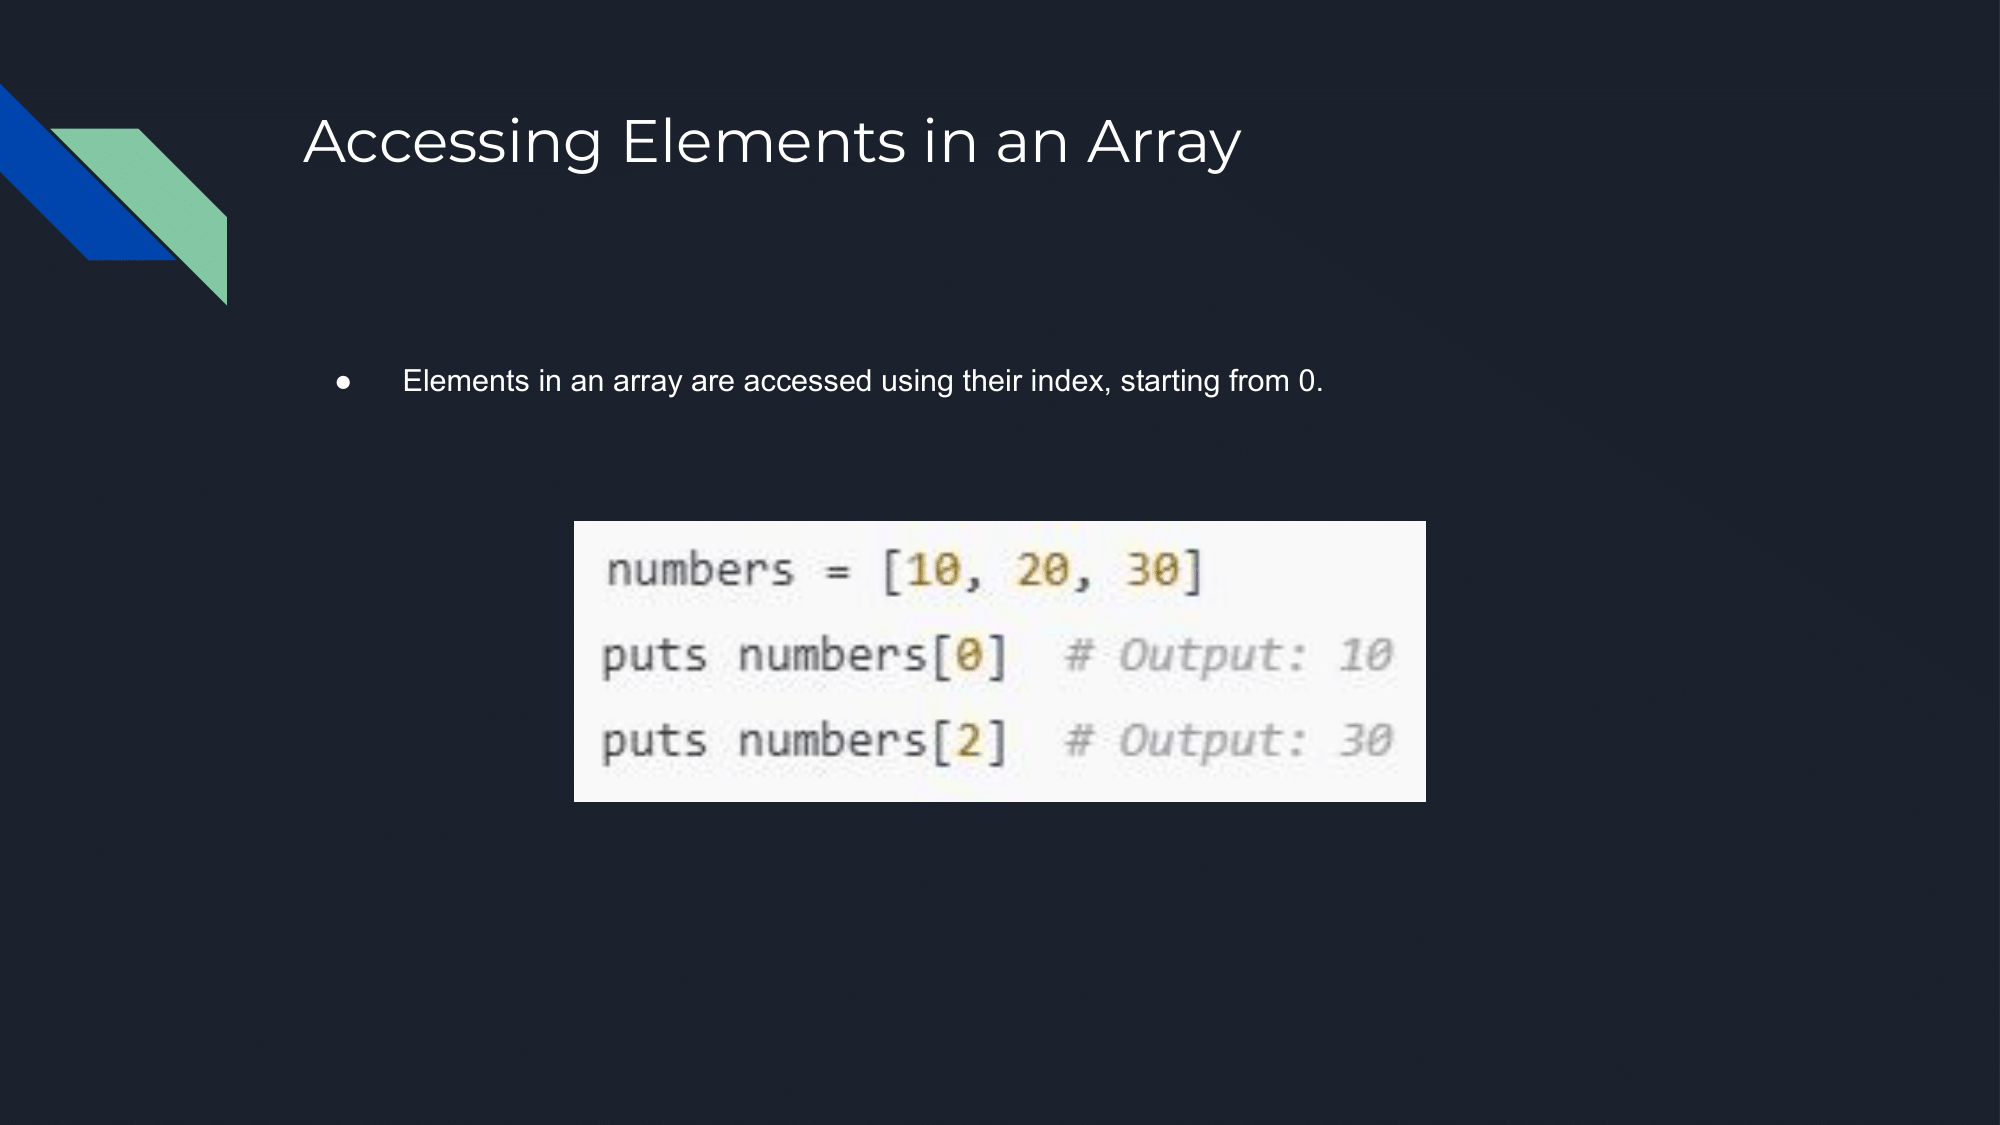 Accessing Elements in an Array
● Elements in an array are accessed using their index, starting from 0.
numbers = [10, 20, 30]
puts numbers[0]  # Output: 10
puts numbers[2]  # Output: 30